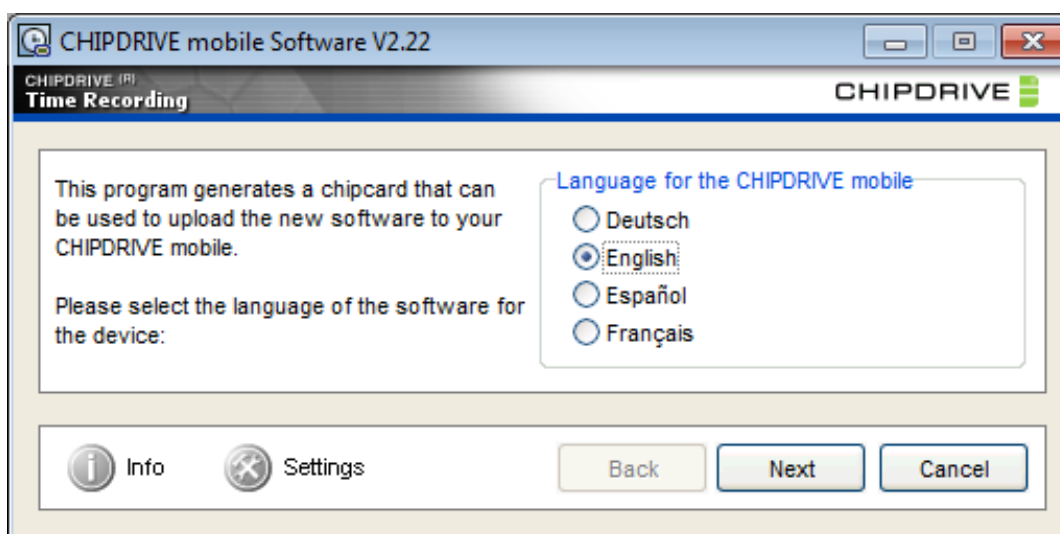 CHIPDRIVE mobile Software V2.22
CHIPDRIVE (R)
Time Recording
CHIPDRIVE
This program generates a chipcard that can
be used to upload the new software to your
CHIPDRIVE mobile.
Please select the language of the software for
the device:
Language for the CHIPDRIVE mobile
Deutsch
English
Español
Français
Info
Settings
Back
Next
Cancel